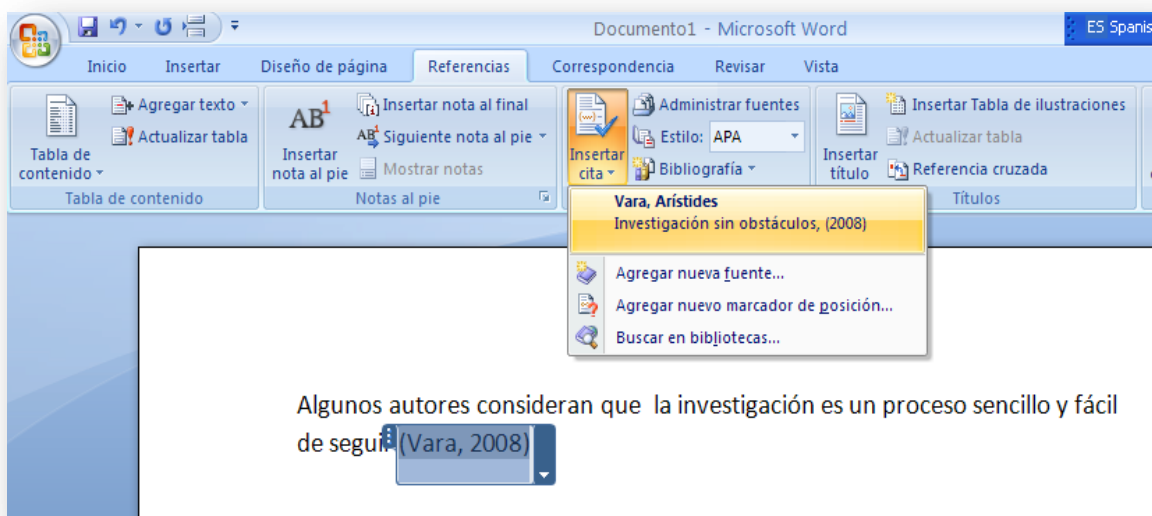 Documento1 - Microsoft Word
ES Spanis
Inicio Insertar Diseño de página Referencias Correspondencia Revisar Vista
Tabla de
contenido
Agregar texto
Actualizar tabla
Tabla de contenido
AB1
Insertar
nota al pie
Insertar nota al final
AB1 Siguiente nota al pie
Mostrar notas
Notas al pie
Insertar
cita
Administrar fuentes
Estilo: APA
Bibliografía
Insertar
título
Insertar Tabla de ilustraciones
Actualizar tabla
Referencia cruzada
Títulos
Vara, Arístides
Investigación sin obstáculos, (2008)
Agregar nueva fuente...
Agregar nuevo marcador de posición...
Buscar en bibliotecas...
Algunos autores consideran que la investigación es un proceso sencillo y fácil
de seguir (Vara, 2008)